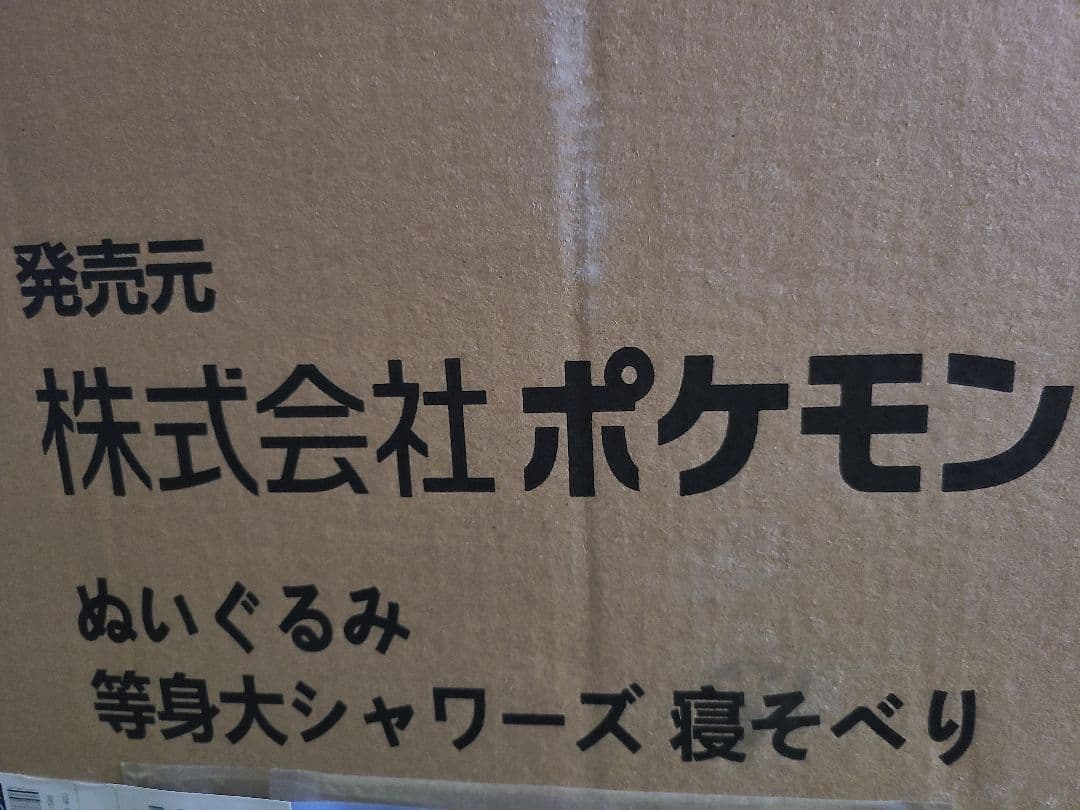 発売元
株式会社ポケモン
ぬいぐるみ
等身大シャワーズ 寝そべり